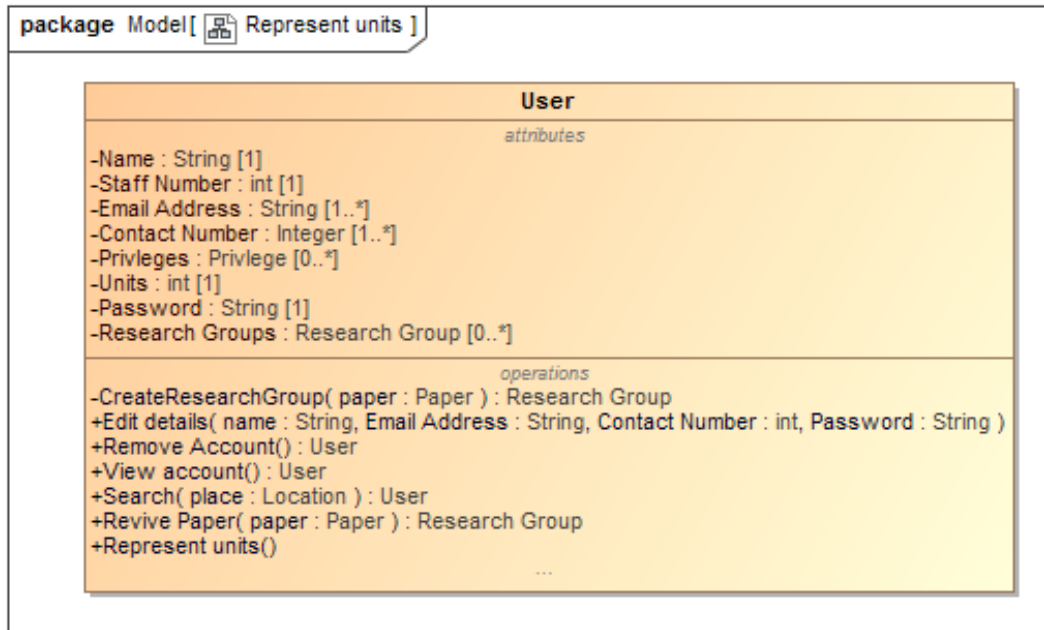 package Model[ Represent units ]
User
attributes
-Name : String [1]
-Staff Number : int [1]
-Email Address : String [1..*]
-Contact Number : Integer [1..*]
-Privleges : Privlege [0..*]
-Units : int [1]
-Password : String [1]
-Research Groups : Research Group [0..*]
operations
-CreateResearchGroup( paper : Paper ) : Research Group
+Edit details( name : String, Email Address : String, Contact Number : int, Password : String )
+Remove Account() : User
+View account() : User
+Search( place : Location ) : User
+Revive Paper( paper : Paper ) : Research Group
+Represent units()
...